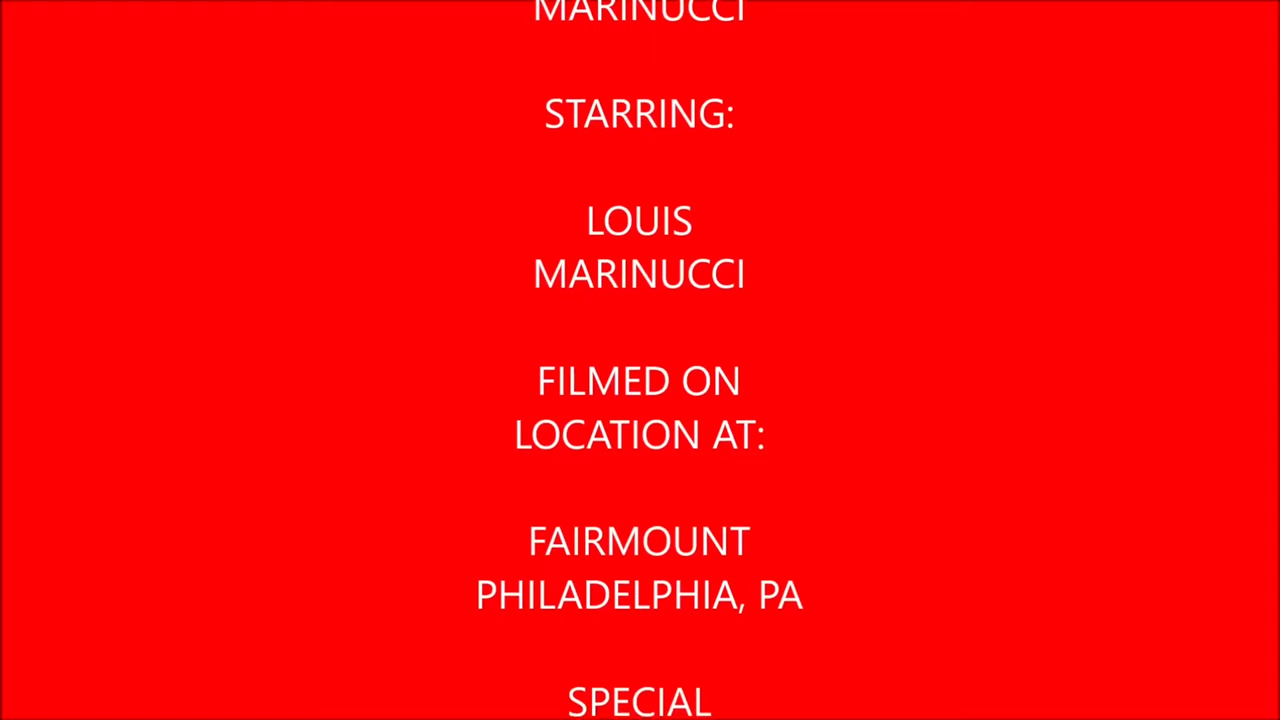 MARINUCCI
STARRING:
LOUIS
MARINUCCI
FILMED ON
LOCATION AT:
FAIRMOUNT
PHILADELPHIA, PA
SPECIAL